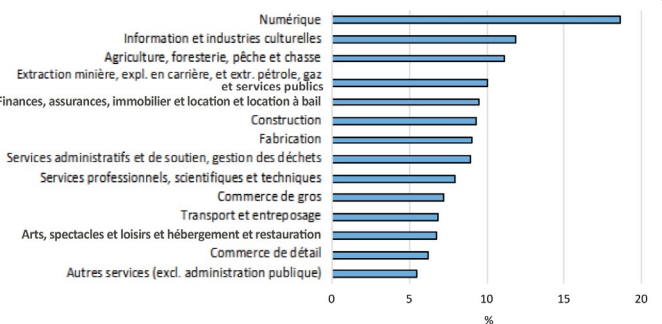 Numérique
Information et industries culturelles
Agriculture, foresterie, pêche et chasse
Extraction minière, expl. en carrière, et extr. pétrole, gaz
et services publics
Finances, assurances, immobilier et location et location à bail
Construction
Fabrication
Services administratifs et de soutien, gestion des déchets
Services professionnels, scientifiques et techniques
Commerce de gros
Transport et entreposage
Arts, spectacles et loisirs et hébergement et restauration
Commerce de détail
Autres services (excl. administration publique)
0 5 10 15 20
%